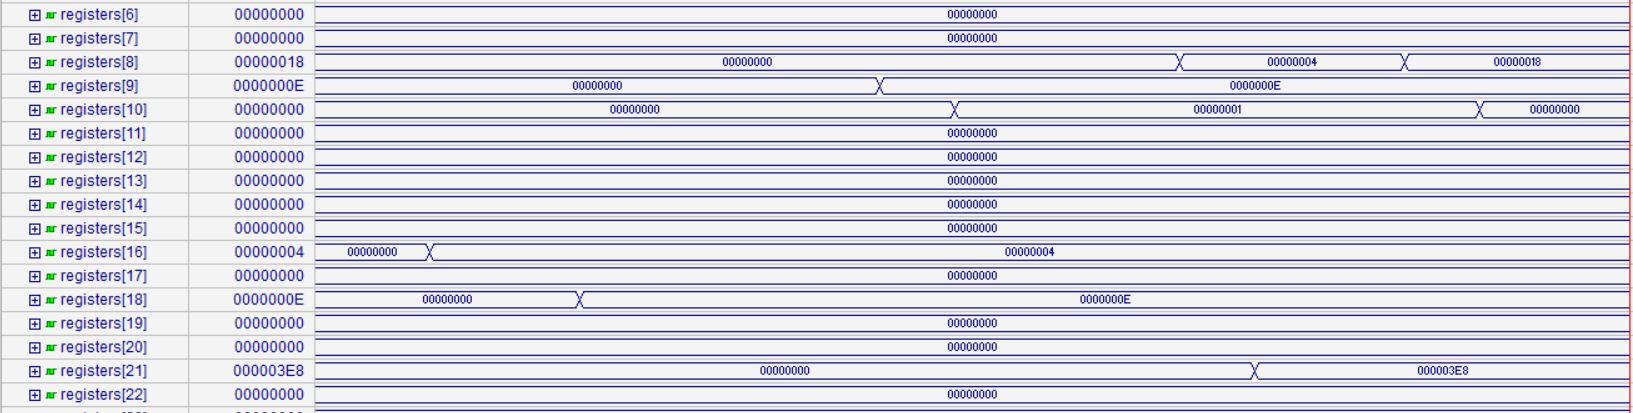 registers[6] 00000000 00000000
registers[7] 00000000 00000000
registers[8] 00000018 00000000 00000004 00000018
registers[9] 0000000E 00000000 0000000E
registers[10] 00000000 00000000 00000001 00000000
registers[11] 00000000 00000000
registers[12] 00000000 00000000
registers[13] 00000000 00000000
registers[14] 00000000 00000000
registers[15] 00000000 00000000
registers[16] 00000004 00000000 00000004
registers[17] 00000000 00000000
registers[18] 0000000E 00000000 0000000E
registers[19] 00000000 00000000
registers[20] 00000000 00000000
registers[21] 000003E8 00000000 000003E8
registers[22] 00000000 00000000